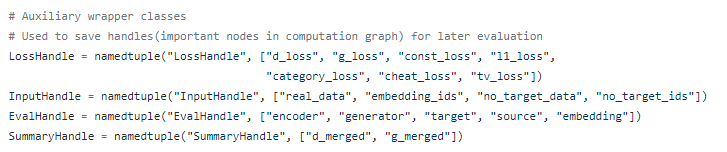 # Auxiliary wrapper classes
# Used to save handles(important nodes in computation graph) for later evaluation
LossHandle = namedtuple("LossHandle", ["d_loss", "g_loss", "const_loss", "l1_loss",
"category_loss", "cheat_loss", "tv_loss"])
InputHandle = namedtuple("InputHandle", ["real_data", "embedding_ids", "no_target_data", "no_target_ids"])
EvalHandle = namedtuple("EvalHandle", ["encoder", "generator", "target", "source", "embedding"])
SummaryHandle = namedtuple("SummaryHandle", ["d_merged", "g_merged"])